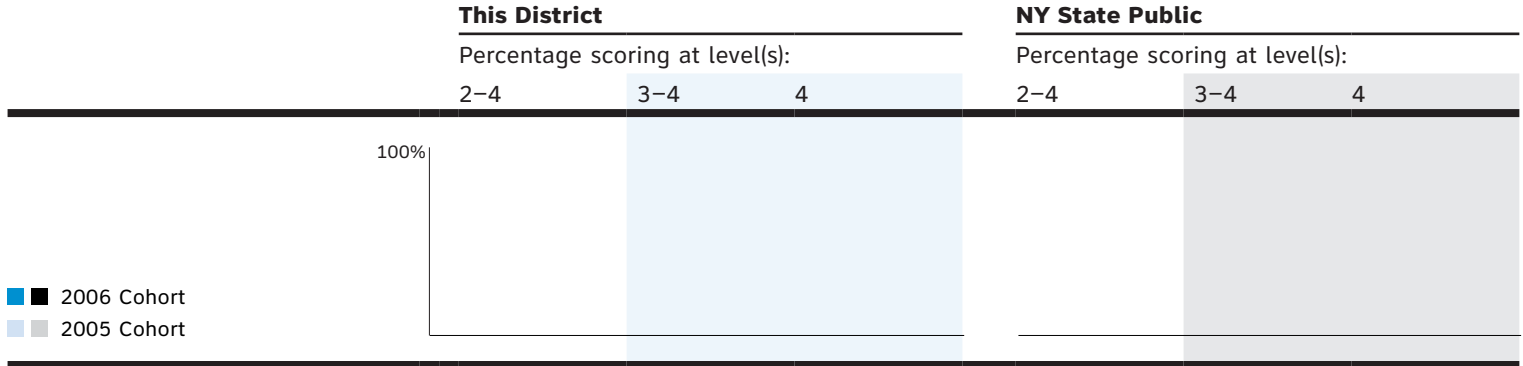 This District NY State Public
Percentage scoring at level(s): Percentage scoring at level(s):
2–4 3–4 4 2–4 3–4 4
100%
2006 Cohort
2005 Cohort